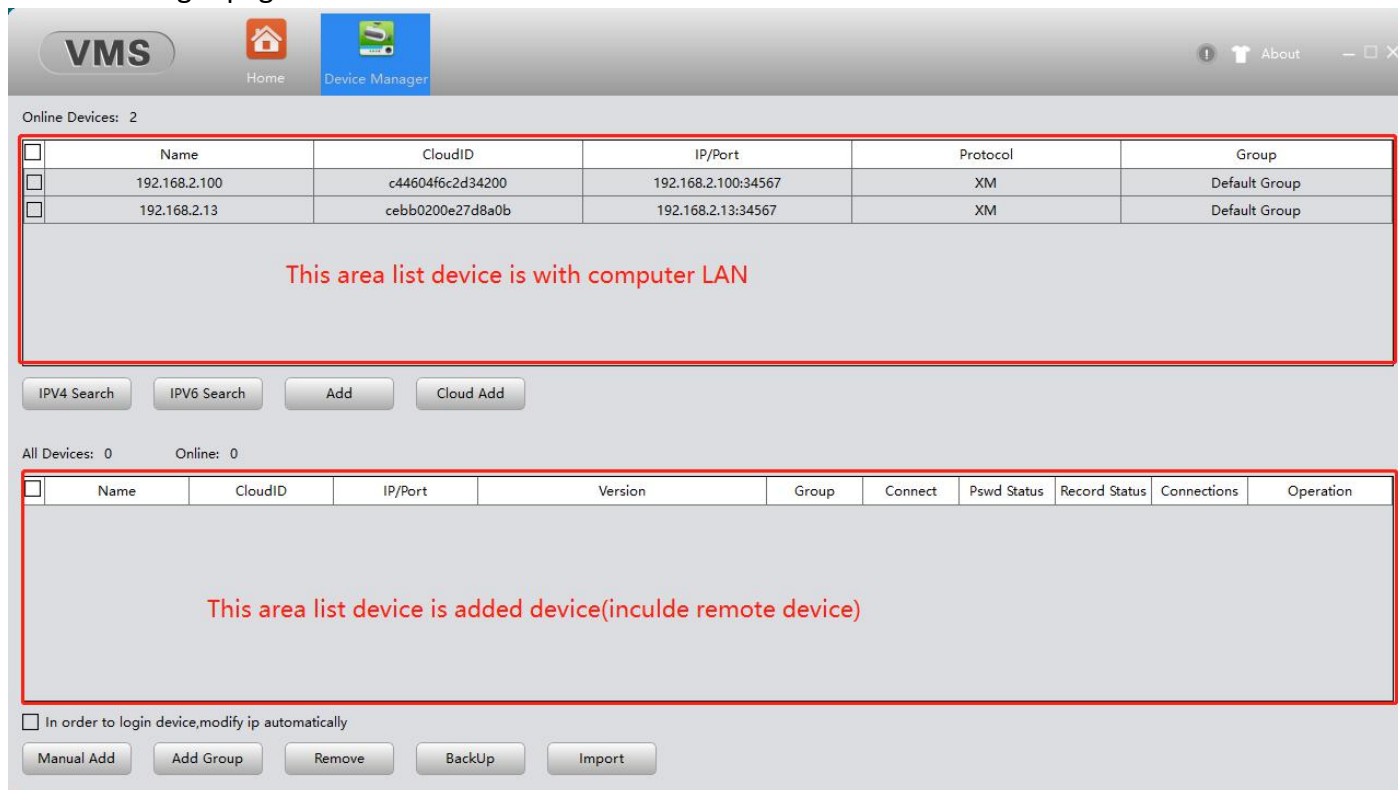 VMS
Home
Device Manager
About
Online Devices: 2
Name CloudID IP/Port Protocol Group
192.168.2.100 c44604f6c2d34200 192.168.2.100:34567 XM Default Group
192.168.2.13 cebb0200e27d8a0b 192.168.2.13:34567 XM Default Group
This area list device is with computer LAN
IPV4 Search IPV6 Search Add Cloud Add
All Devices: 0 Online: 0
Name CloudID IP/Port Version Group Connect Pswd Status Record Status Connections Operation
This area list device is added device(inculde remote device)
In order to login device,modify ip automatically
Manual Add Add Group Remove BackUp Import